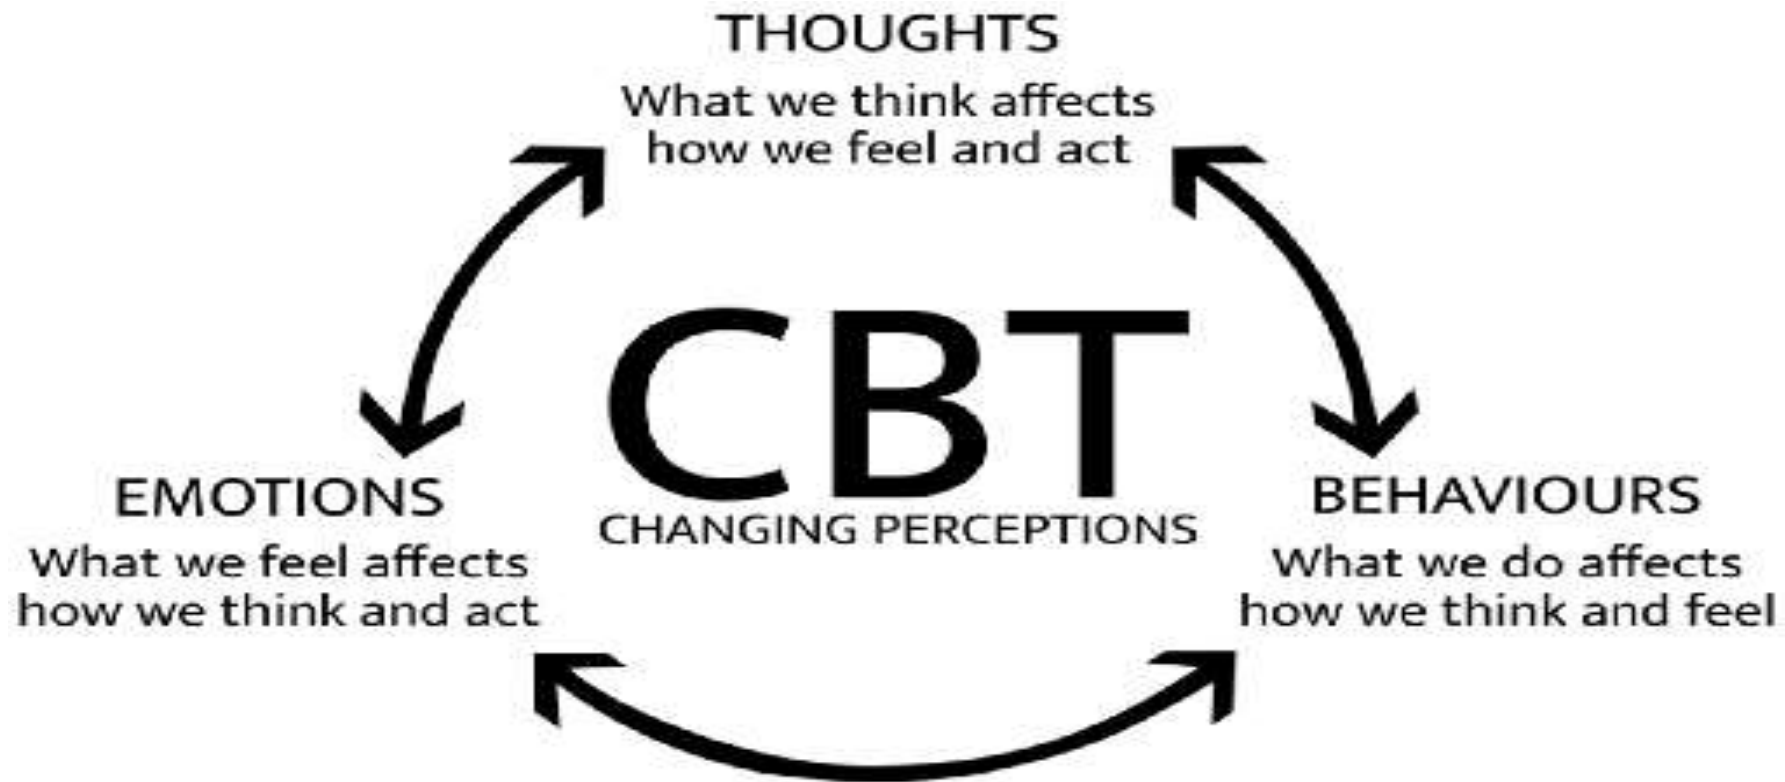 THOUGHTS
What we think affects
how we feel and act
CBT
CHANGING PERCEPTIONS
EMOTIONS
What we feel affects
how we think and act
BEHAVIOURS
What we do affects
how we think and feel